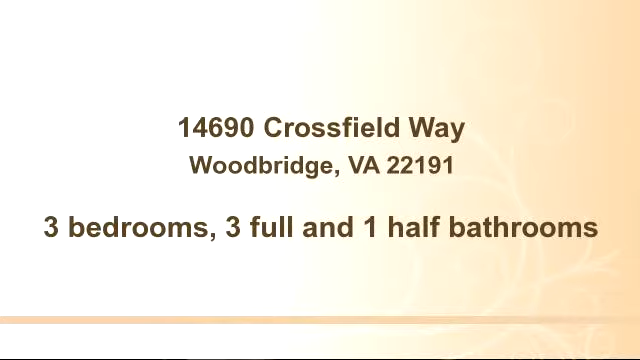 14690 Crossfield Way
Woodbridge, VA 22191
3 bedrooms, 3 full and 1 half bathrooms